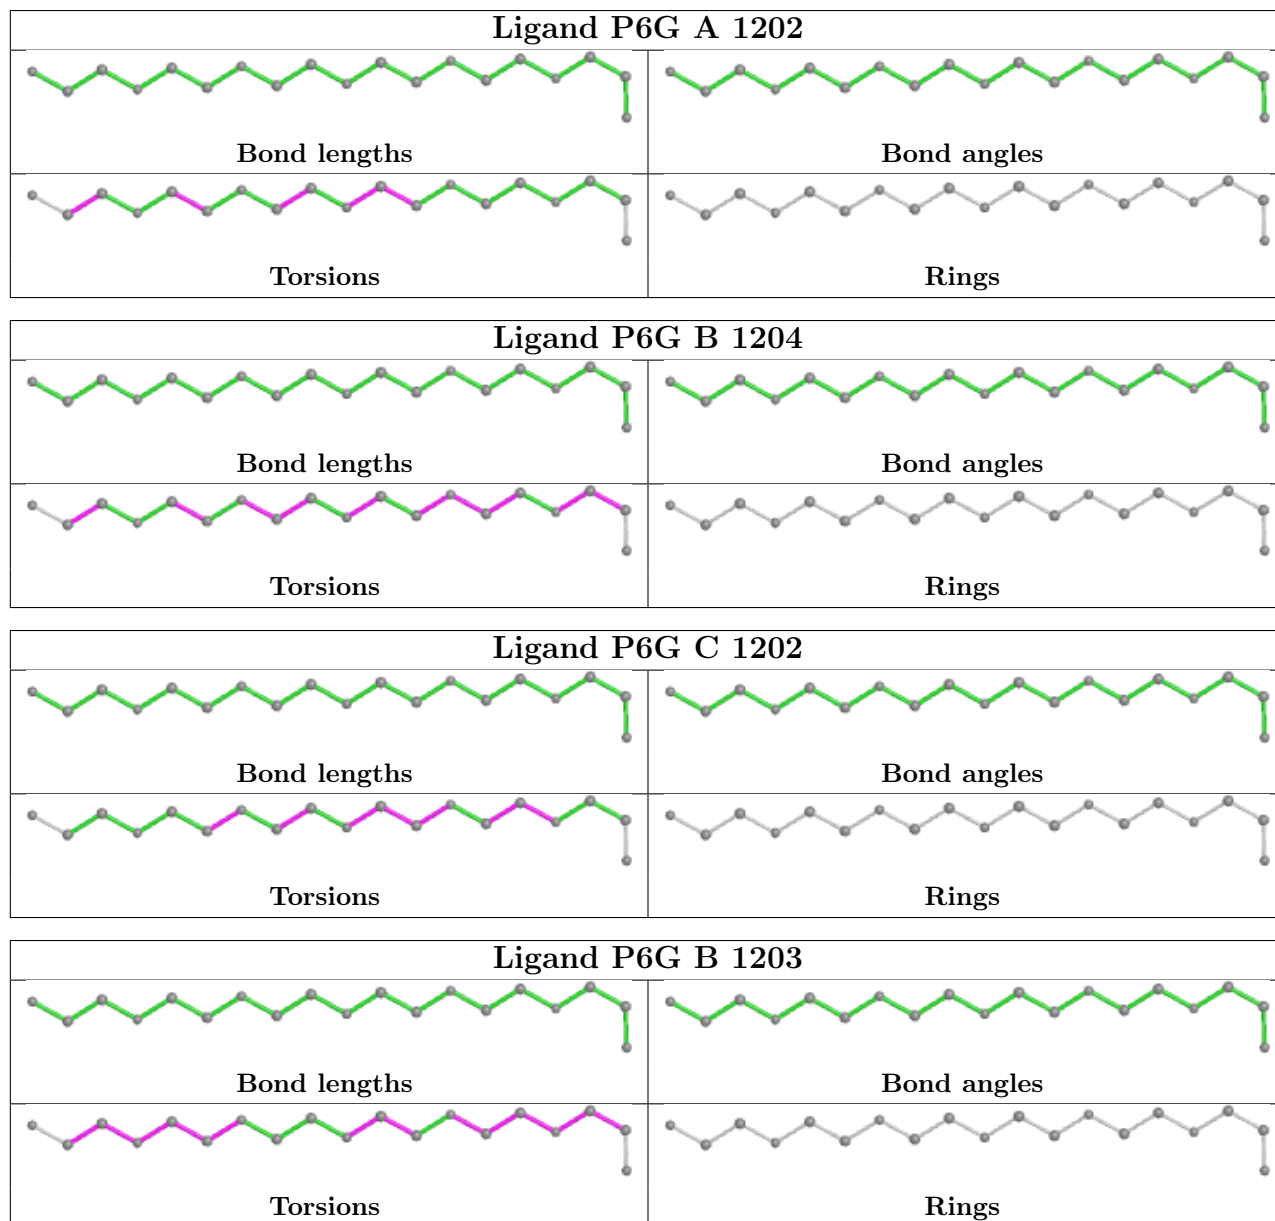 Ligand P6G A 1202
Bond lengths Bond angles
Torsions Rings
Ligand P6G B 1204
Bond lengths Bond angles
Torsions Rings
Ligand P6G C 1202
Bond lengths Bond angles
Torsions Rings
Ligand P6G B 1203
Bond lengths Bond angles
Torsions Rings